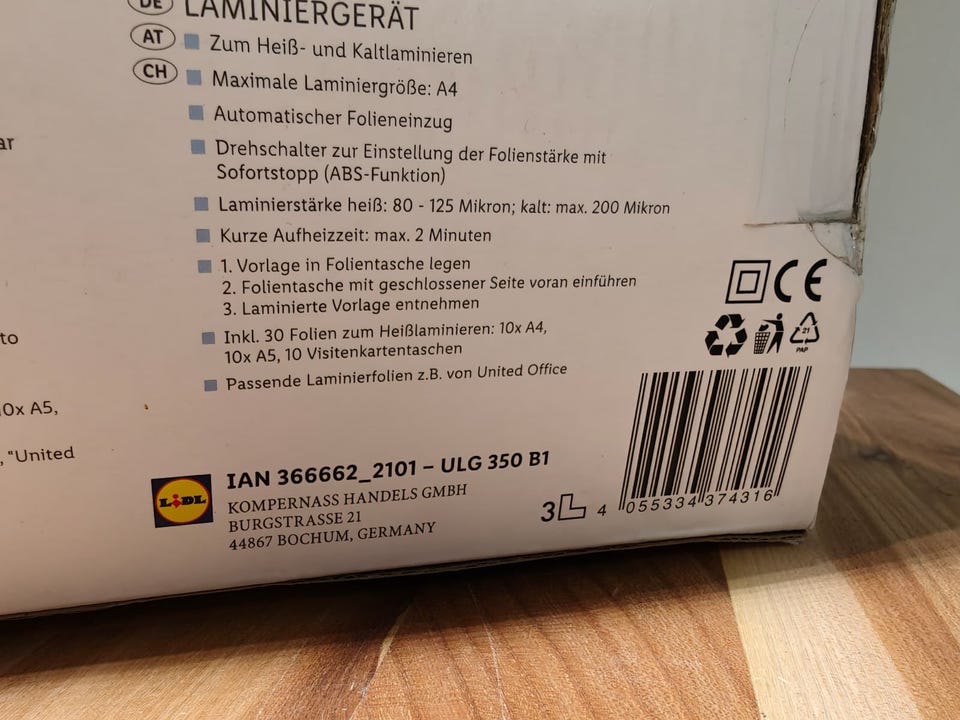 DE LAMINIERGERÄT
AT
CH
Zum Heiß- und Kaltlaminieren
Maximale Laminiergröße: A4
Automatischer Folieneinzug
Drehschalter zur Einstellung der Folienstärke mit
Sofortstopp (ABS-Funktion)
Laminierstärke heiß: 80 - 125 Mikron; kalt: max. 200 Mikron
Kurze Aufheizzeit: max. 2 Minuten
1. Vorlage in Folientasche legen
2. Folientasche mit geschlossener Seite voran einführen
3. Laminierte Vorlage entnehmen
Inkl. 30 Folien zum Heißlaminieren: 10x A4,
10x A5, 10 Visitenkartentaschen
Passende Laminierfolien z.B. von United Office
ar
to
0x A5,
, "United
LIDL
IAN 366662_2101 – ULG 350 B1
KOMPERNASS HANDELS GMBH
BURGSTRASSE 21
44867 BOCHUM, GERMANY
CE
21
PAP
3L
4 055334 374316